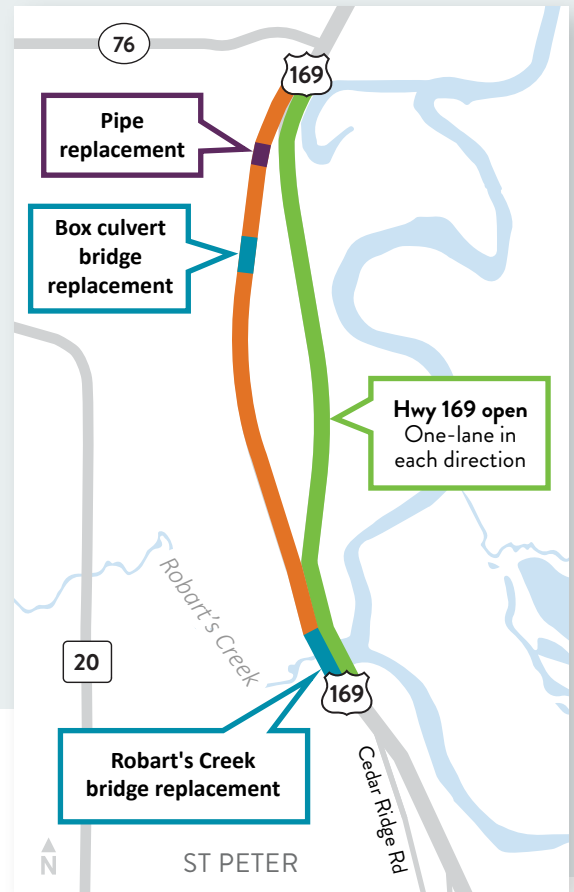 76
169
Pipe
replacement
Box culvert
bridge
replacement
Hwy 169 open
One-lane in
each direction
Robart's Creek
20
169
Robart's Creek
bridge replacement
Cedar Ridge Rd
N
ST PETER